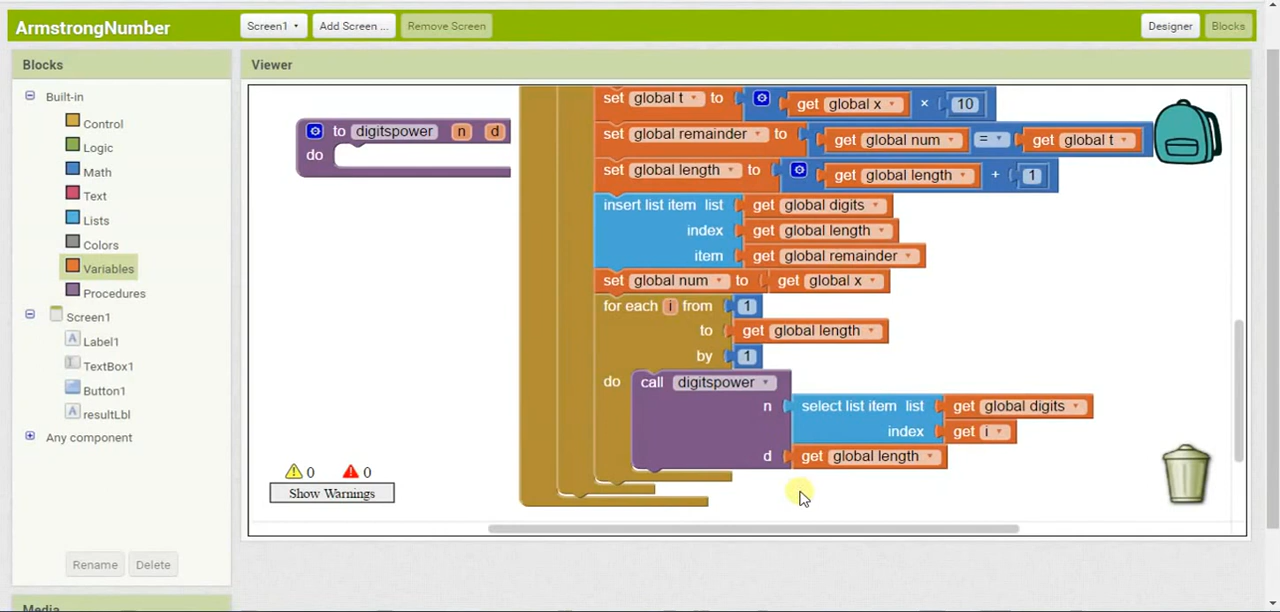 ArmstrongNumber
Screen1
Add Screen ...
Remove Screen
Designer
Blocks
Blocks
Built-in
Control
Logic
Math
Text
Lists
Colors
Variables
Procedures
Screen1
Label1
TextBox1
Button1
resultLbl
Any component
Rename
Delete
Media
Viewer
to digitspower n d
do
set global t to get global x × 10
set global remainder to get global num = get global t
set global length to get global length + 1
insert list item list get global digits
index get global length
item get global remainder
set global num to get global x
for each i from 1
to get global length
by 1
do call digitspower
n select list item list get global digits
index get i
d get global length
0 0
Show Warnings